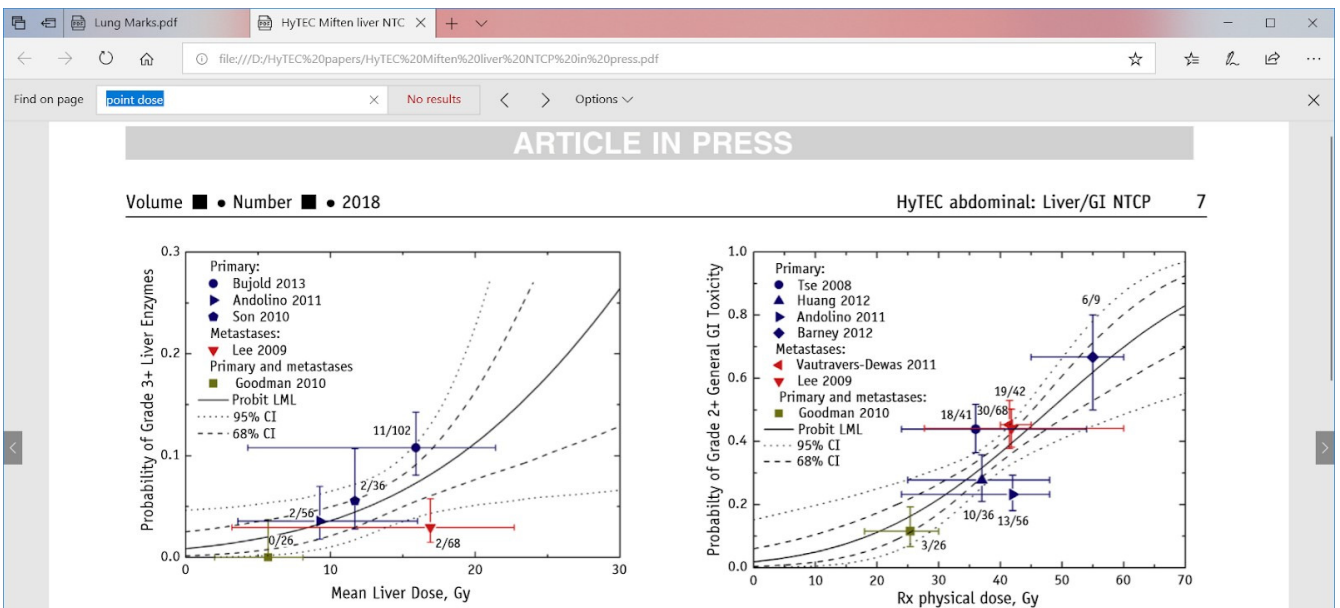 Lung Marks.pdf
HyTEC Miften liver NTC
file:///D:/HyTEC%20papers/HyTEC%20Miften%20liver%20NTCP%20in%20press.pdf
Find on page point dose No results Options
ARTICLE IN PRESS
Volume ■ • Number ■ • 2018 HyTEC abdominal: Liver/GI NTCP 7
Probability of Grade 3+ Liver Enzymes
0.3
0.2
0.1
0.0
Primary:
Bujold 2013
Andolino 2011
Son 2010
Metastases:
Lee 2009
Primary and metastases
Goodman 2010
Probit LML
95% CI
68% CI
11/102
2/36
2/56
0/26
2/68
0 10 20 30
Mean Liver Dose, Gy
Probabilty of Grade 2+ General GI Toxicity
1.0
0.8
0.6
0.4
0.2
0.0
Primary:
Tse 2008
Huang 2012
Andolino 2011
Barney 2012
Metastases:
Vautravers-Dewas 2011
Lee 2009
Primary and metastases:
Goodman 2010
Probit LML
95% CI
68% CI
6/9
19/42
18/41 30/68
10/36 13/56
3/26
0 10 20 30 40 50 60 70
Rx physical dose, Gy